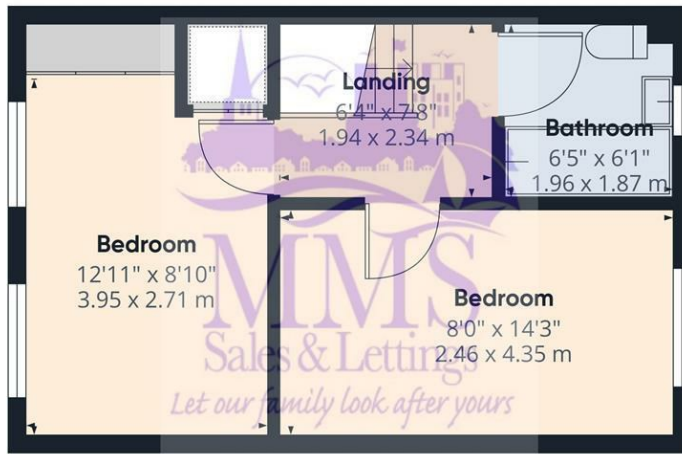 Landing
6'4" x 7'8"
1.94 x 2.34 m
Bathroom
6'5" x 6'1"
1.96 x 1.87 m
Bedroom
12'11" x 8'10"
3.95 x 2.71 m
Bedroom
8'0" x 14'3"
2.46 x 4.35 m
MMS
Sales & Lettings
Let our family look after yours